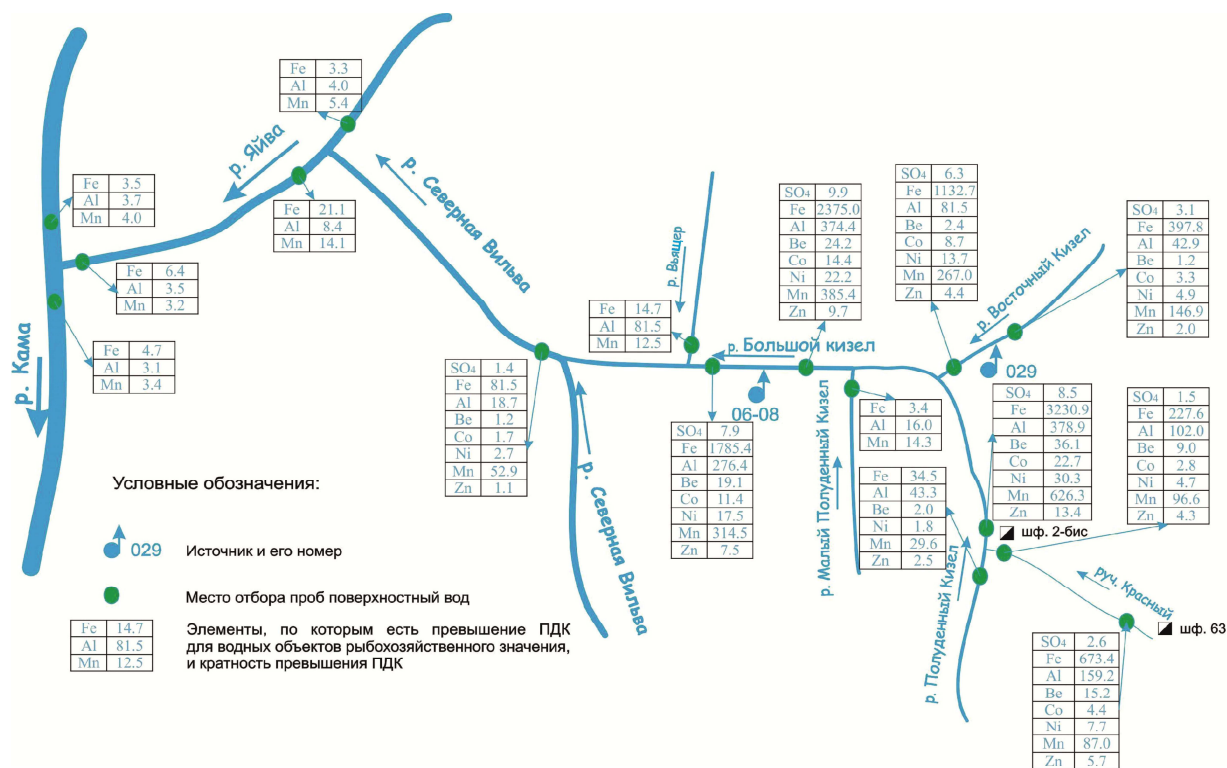 Fe 3.3
Al 4.0
Mn 5.4
р. Яйва
р. Северная Вильва
Fe 3.5
Al 3.7
Mn 4.0
Fe 21.1
Al 8.4
Mn 14.1
Fe 6.4
Al 3.5
Mn 3.2
Fe 4.7
Al 3.1
Mn 3.4
р. Кама
SO₄ 9.9
Fe 2375.0
Al 374.4
Be 24.2
Co 14.4
Ni 22.2
Mn 385.4
Zn 9.7
SO₄ 6.3
Fe 1132.7
Al 81.5
Be 2.4
Co 8.7
Ni 13.7
Mn 267.0
Zn 4.4
SO₄ 3.1
Fe 397.8
Al 42.9
Be 1.2
Co 3.3
Ni 4.9
Mn 146.9
Zn 2.0
р. Восточный Кизел
р. Вьящер
Fe 14.7
Al 81.5
Mn 12.5
р. Большой кизел
029
06-08
SO₄ 1.4
Fe 81.5
Al 18.7
Be 1.2
Co 1.7
Ni 2.7
Mn 52.9
Zn 1.1
р. Северная Вильва
SO₄ 7.9
Fe 1785.4
Al 276.4
Be 19.1
Co 11.4
Ni 17.5
Mn 314.5
Zn 7.5
р. Малый Полуденный Кизел
Fe 3.4
Al 16.0
Mn 14.3
SO₄ 8.5
Fe 3230.9
Al 378.9
Be 36.1
Co 22.7
Ni 30.3
Mn 626.3
Zn 13.4
SO₄ 1.5
Fe 227.6
Al 102.0
Be 9.0
Co 2.8
Ni 4.7
Mn 96.6
Zn 4.3
Fe 34.5
Al 43.3
Be 2.0
Ni 1.8
Mn 29.6
Zn 2.5
шф. 2-бис
р. Полуденный Кизел
руч. Красный
шф. 63
SO₄ 2.6
Fe 673.4
Al 159.2
Be 15.2
Co 4.4
Ni 7.7
Mn 87.0
Zn 5.7
Условные обозначения:
029 Источник и его номер
Место отбора проб поверхностный вод
Fe 14.7
Al 81.5
Mn 12.5
Элементы, по которым есть превышение ПДК
для водных объектов рыбохозяйственного значения,
и кратность превышения ПДК